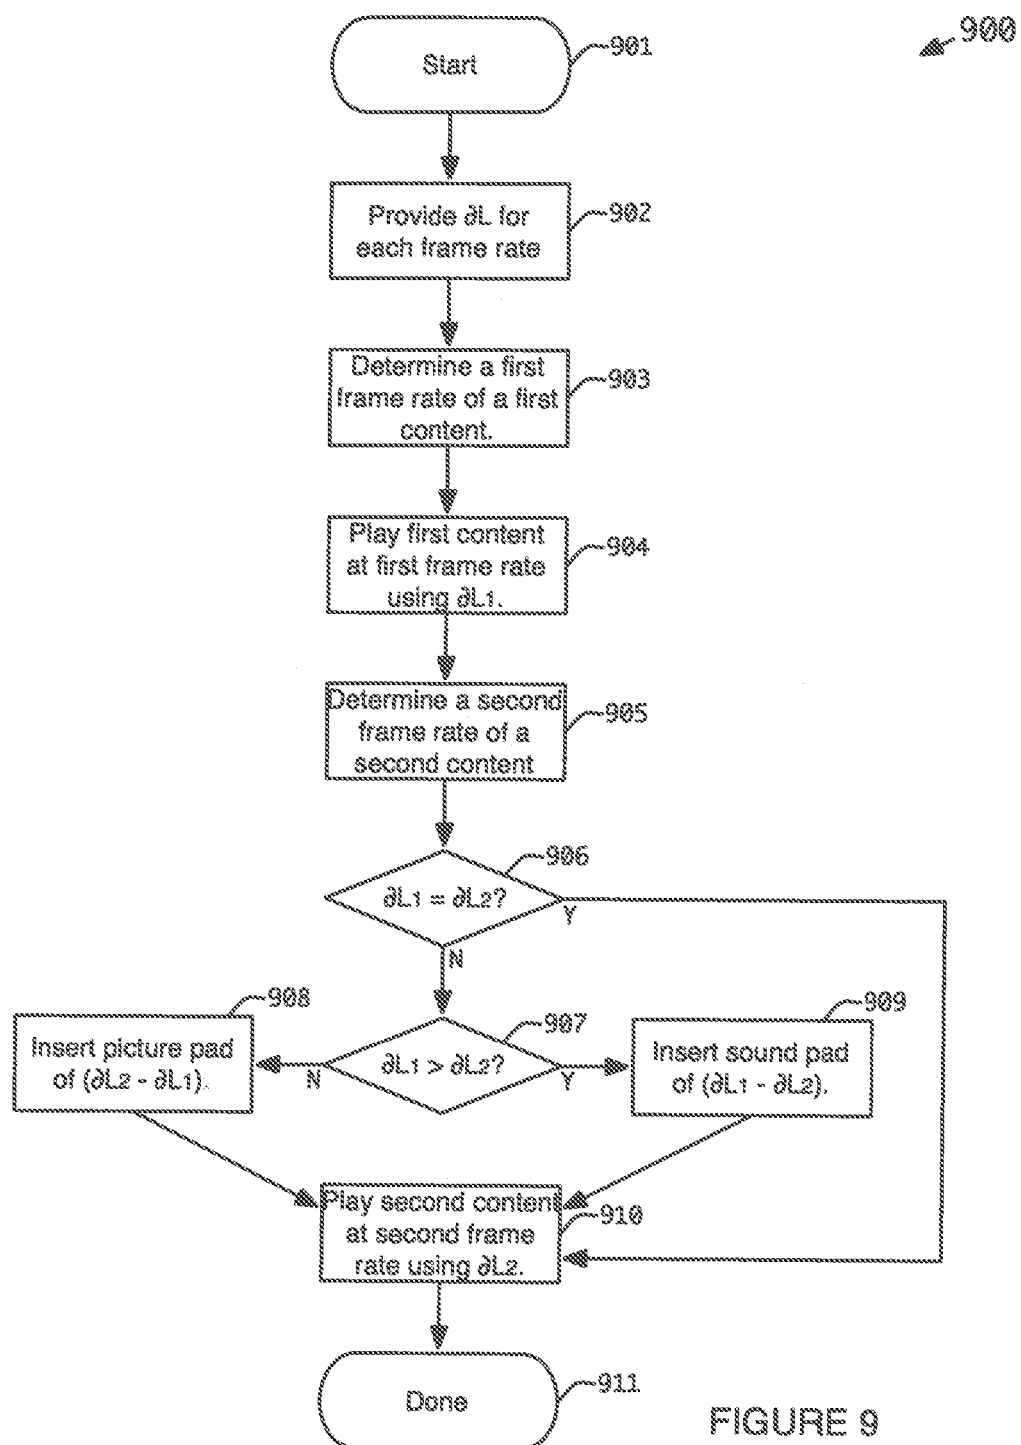 900
Start
901
Provide ∂L for
each frame rate
902
Determine a first
frame rate of a first
content.
903
Play first content
at first frame rate
using ∂L1.
904
Determine a second
frame rate of a
second content
905
∂L1 = ∂L2?
906
Y
N
∂L1 > ∂L2?
907
N
Y
Insert picture pad
of (∂L2 - ∂L1).
908
Insert sound pad
of (∂L1 - ∂L2).
909
Play second content
at second frame
rate using ∂L2.
910
Done
911
FIGURE 9